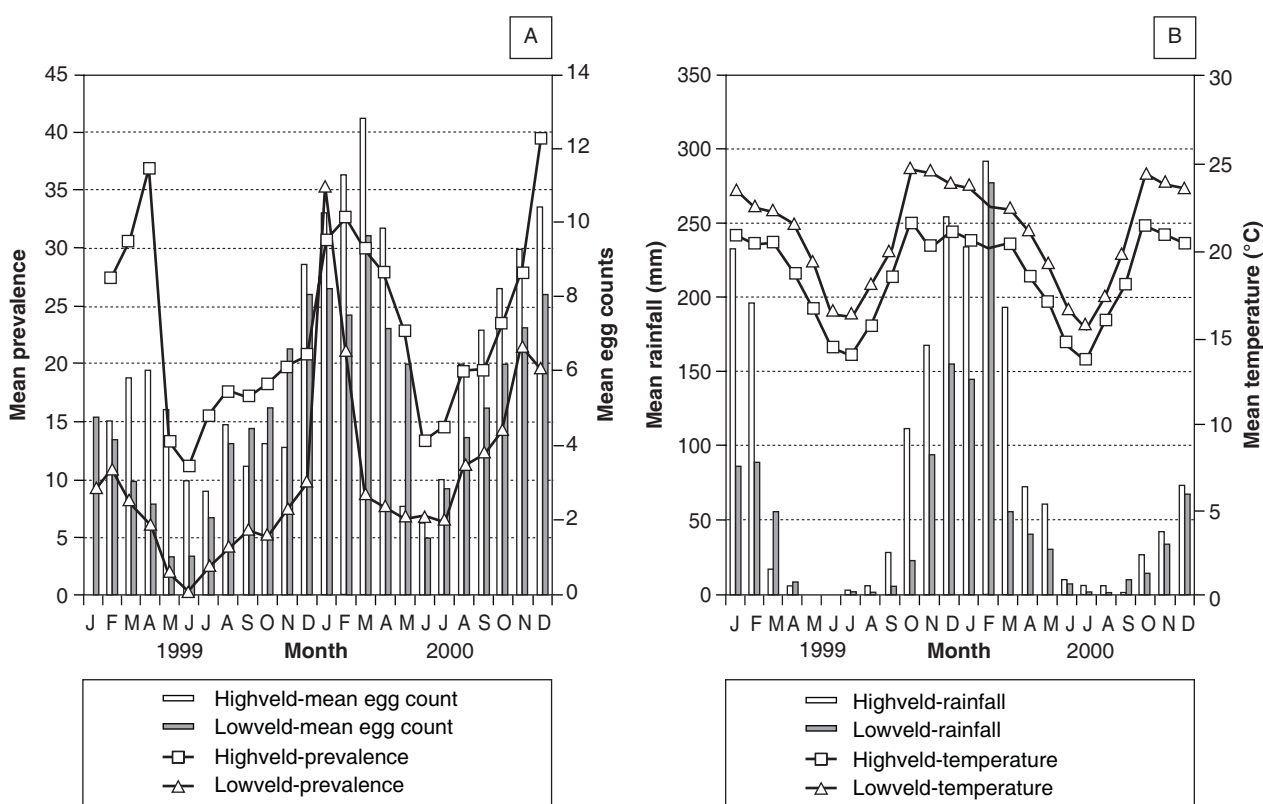 A
45
40
35
30
25
20
15
10
5
0
Mean prevalence
14
12
10
8
6
4
2
0
Mean egg counts
J F M A M J J A S O N D J F M A M J J A S O N D
1999 Month 2000
Highveld-mean egg count
Lowveld-mean egg count
Highveld-prevalence
Lowveld-prevalence
B
350
300
250
200
150
100
50
0
Mean rainfall (mm)
30
25
20
15
10
5
0
Mean temperature (°C)
J F M A M J J A S O N D J F M A M J J A S O N D
1999 Month 2000
Highveld-rainfall
Lowveld-rainfall
Highveld-temperature
Lowveld-temperature